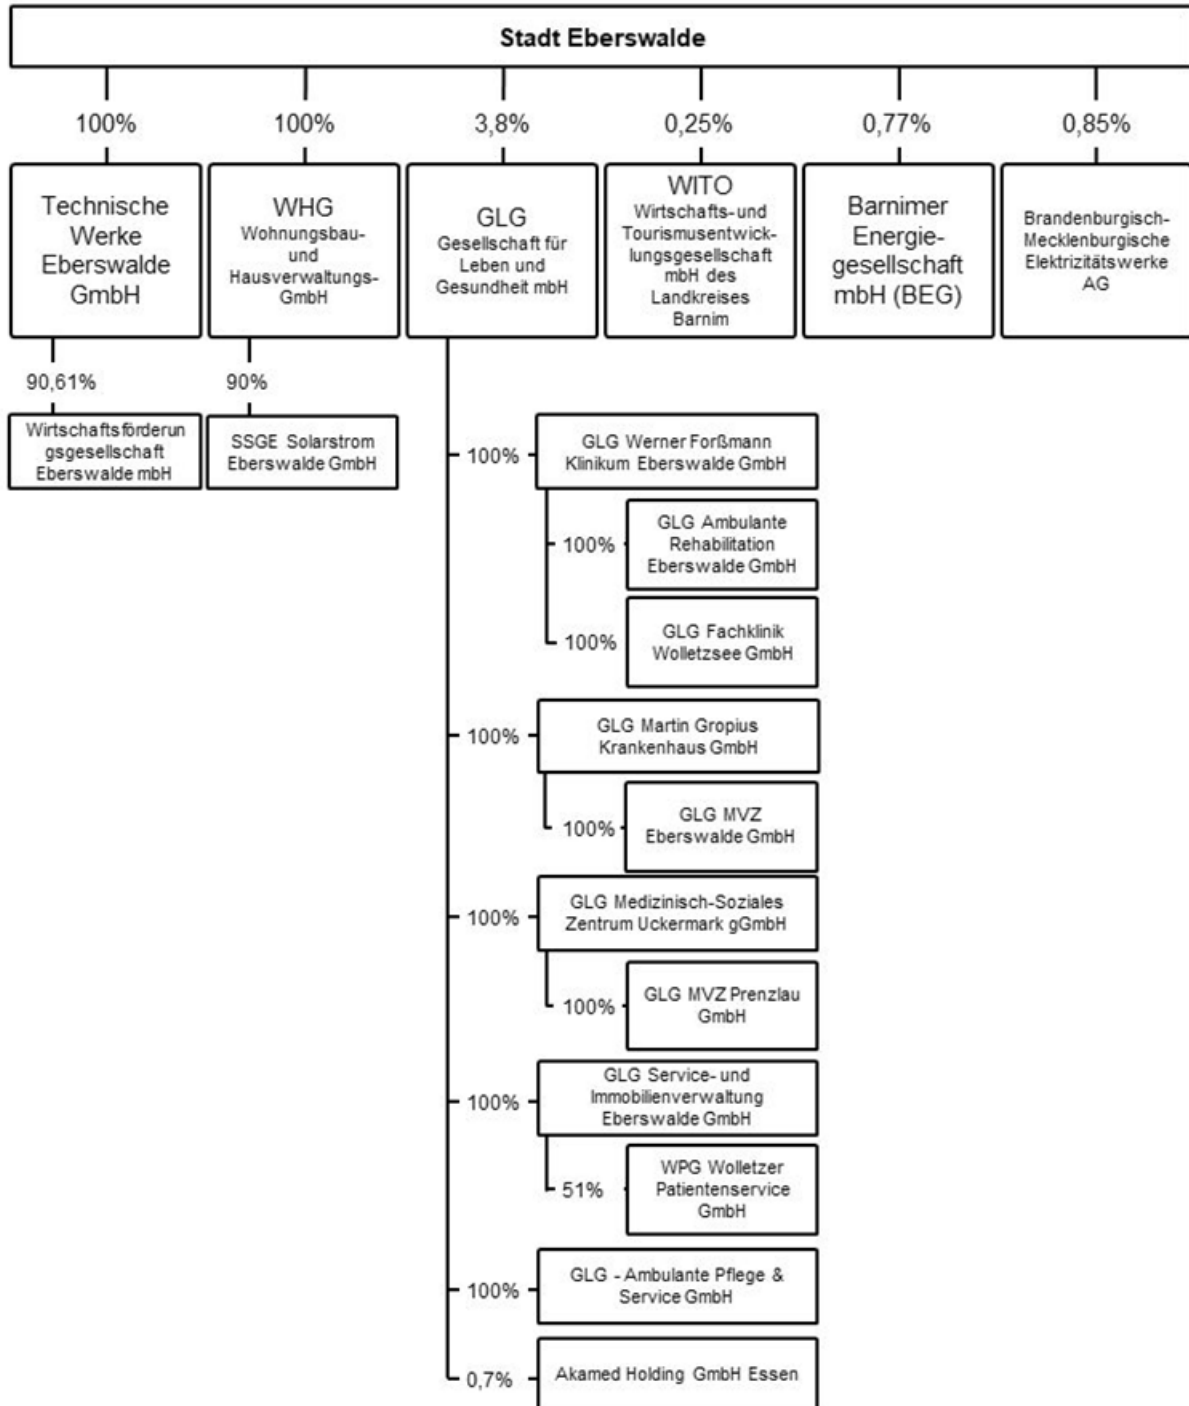 Stadt Eberswalde
100%
100%
3,8%
0,25%
0,77%
0,85%
Technische
Werke
Eberswalde
GmbH
WHG
Wohnungsbau-
und
Hausverwaltungs-
GmbH
GLG
Gesellschaft für
Leben und
Gesundheit mbH
WITO
Wirtschafts-und
Tourismusentwick-
lungsgesellschaft
mbH des
Landkreises
Barnim
Barnimer
Energie-
gesellschaft
mbH (BEG)
Brandenburgisch-
Mecklenburgische
Elektrizitätswerke
AG
90,61%
90%
Wirtschaftsförderun
gsgesellschaft
Eberswalde mbH
SSGE Solarstrom
Eberswalde GmbH
100%
GLG Werner Forßmann
Klinikum Eberswalde GmbH
100%
GLG Ambulante
Rehabilitation
Eberswalde GmbH
100%
GLG Fachklinik
Wolletzsee GmbH
100%
GLG Martin Gropius
Krankenhaus GmbH
100%
GLG MVZ
Eberswalde GmbH
100%
GLG Medizinisch-Soziales
Zentrum Uckermark gGmbH
100%
GLG MVZ Prenzlau
GmbH
100%
GLG Service- und
Immobilienverwaltung
Eberswalde GmbH
51%
WPG Wolletzer
Patientenservice
GmbH
100%
GLG - Ambulante Pflege &
Service GmbH
0,7%
Akamed Holding GmbH Essen